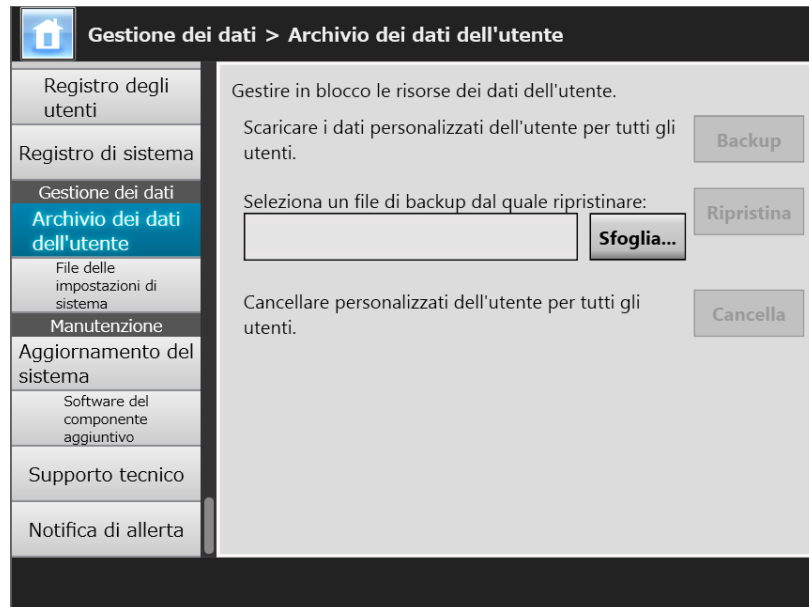 Gestione dei dati > Archivio dei dati dell'utente
Registro degli
utenti
Registro di sistema
Gestione dei dati
Archivio dei dati
dell'utente
File delle
impostazioni di
sistema
Manutenzione
Aggiornamento del
sistema
Software del
componente
aggiuntivo
Supporto tecnico
Notifica di allerta
Gestire in blocco le risorse dei dati dell'utente.
Scaricare i dati personalizzati dell'utente per tutti gli
utenti.
Backup
Seleziona un file di backup dal quale ripristinare:
Sfoglia...
Ripristina
Cancellare personalizzati dell'utente per tutti gli
utenti.
Cancella